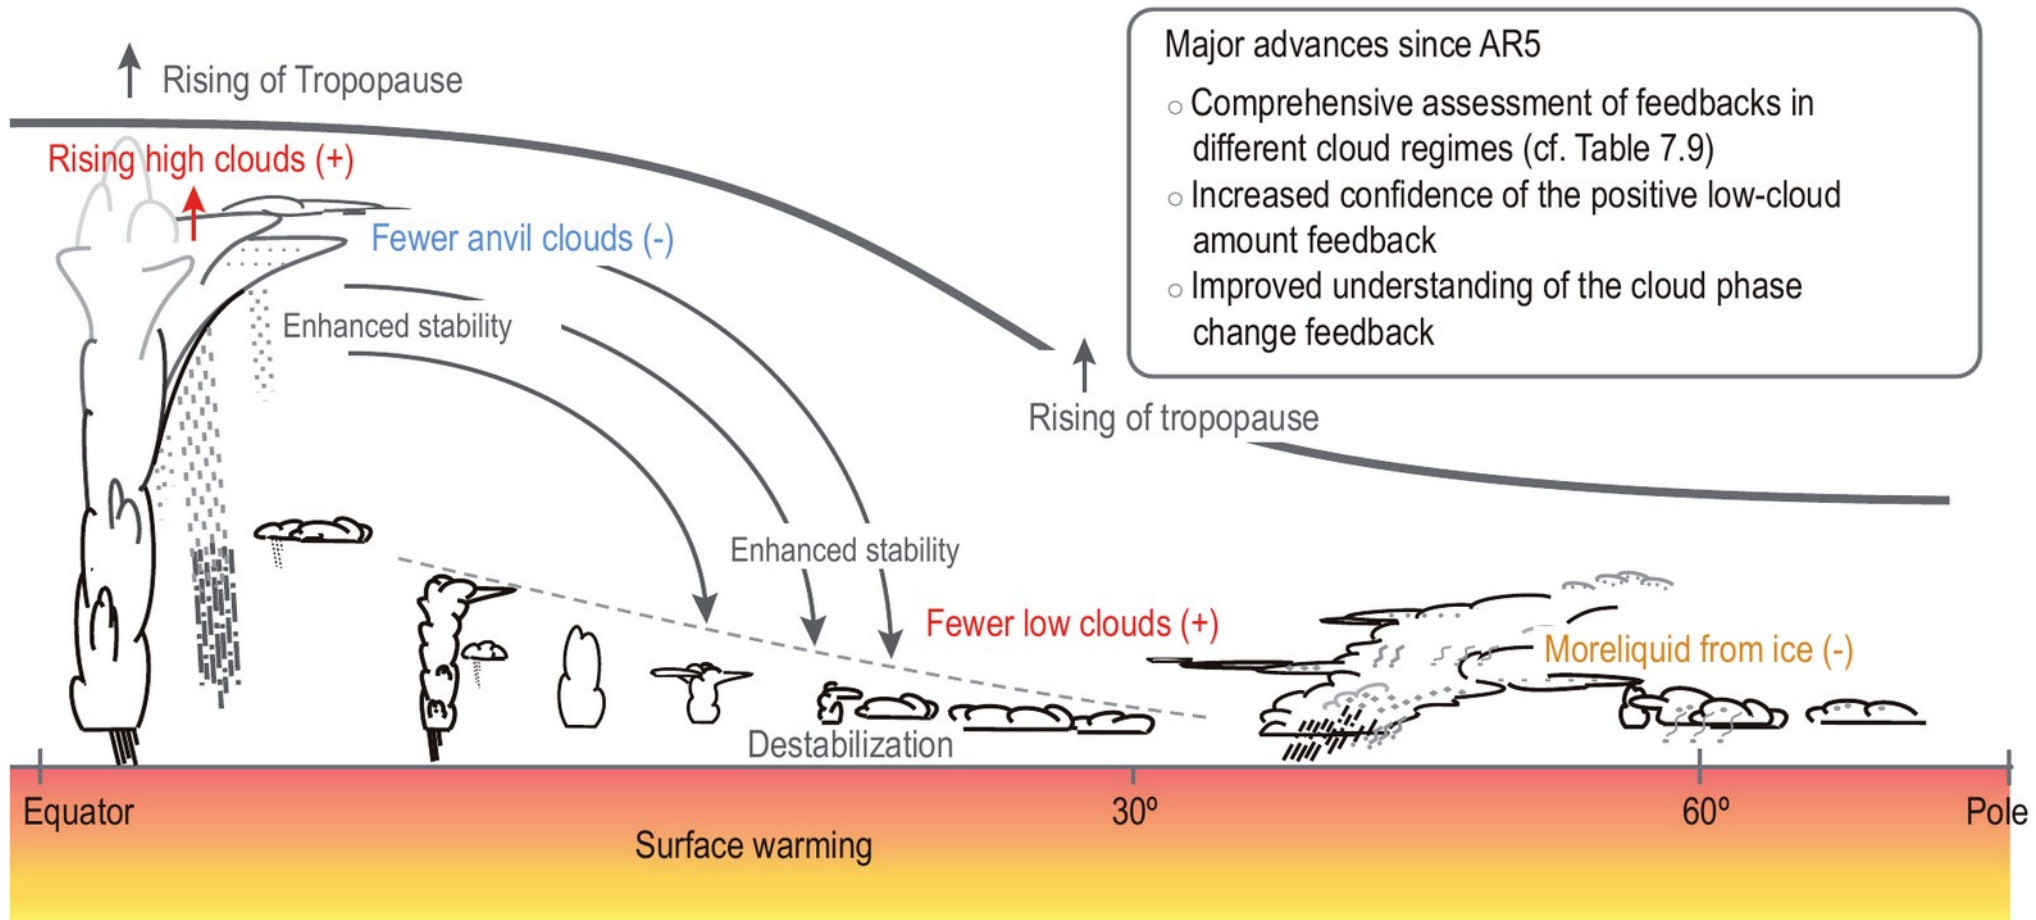 Rising of Tropopause
Rising high clouds (+)
Fewer anvil clouds (-)
Enhanced stability
Major advances since AR5
○ Comprehensive assessment of feedbacks in
different cloud regimes (cf. Table 7.9)
○ Increased confidence of the positive low-cloud
amount feedback
○ Improved understanding of the cloud phase
change feedback
Rising of tropopause
Enhanced stability
Fewer low clouds (+)
Moreliquid from ice (-)
Destabilization
Equator
30º
60º
Pole
Surface warming